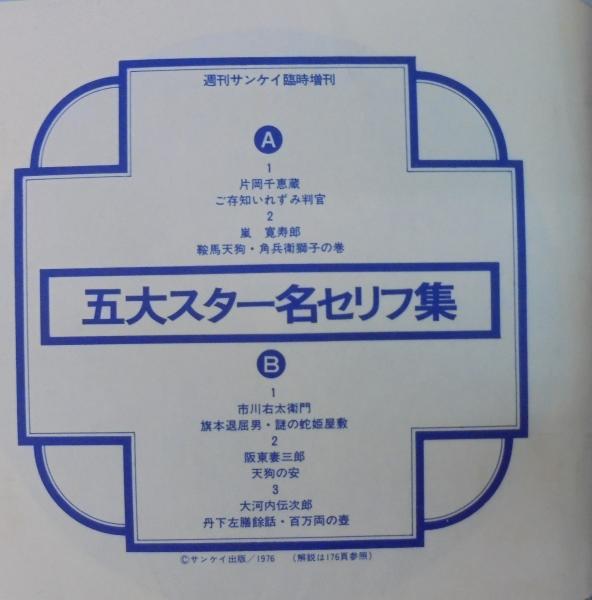 週刊サンケイ臨時増刊
A
1
片岡千恵蔵
ご存知いれずみ判官
2
嵐 寛寿郎
鞍馬天狗・角兵衛獅子の巻
五大スター名セリフ集
B
1
市川右太衛門
旗本退屈男・謎の蛇姫屋敷
2
阪東妻三郎
天狗の安
3
大河内伝次郎
丹下左膳餘話・百万両の壺
©サンケイ出版/1976 (解説は176頁参照)